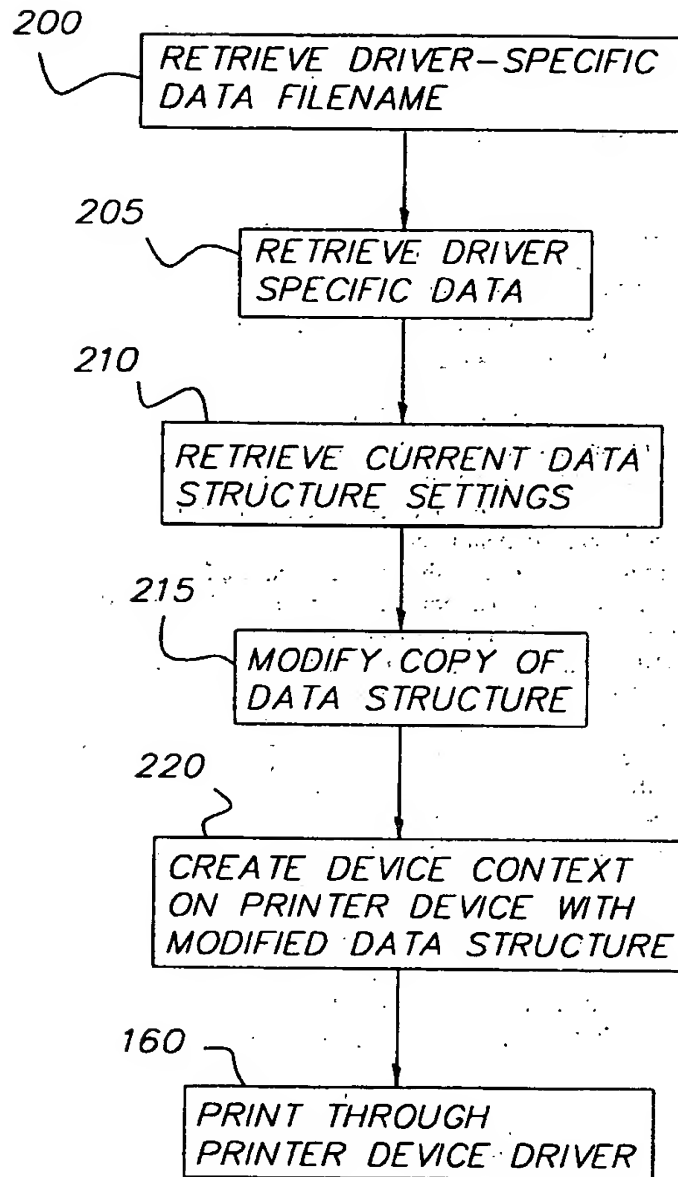 200
RETRIEVE DRIVER-SPECIFIC
DATA FILENAME
205
RETRIEVE DRIVER
SPECIFIC DATA
210
RETRIEVE CURRENT DATA
STRUCTURE SETTINGS
215
MODIFY COPY OF
DATA STRUCTURE
220
CREATE DEVICE CONTEXT
ON PRINTER DEVICE WITH
MODIFIED DATA STRUCTURE
160
PRINT THROUGH
PRINTER DEVICE DRIVER